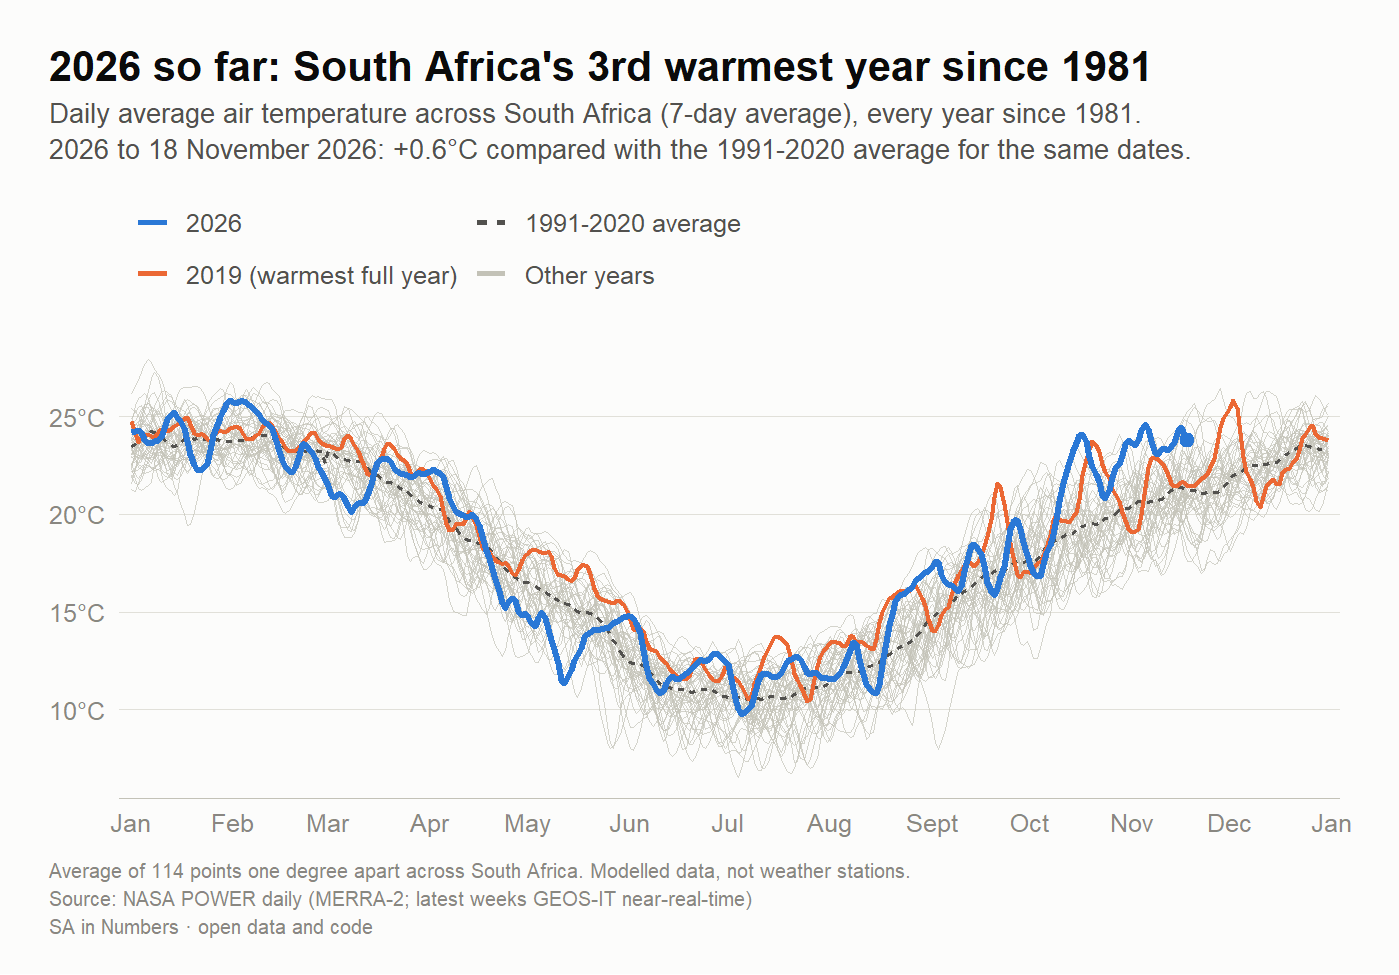 2026 so far: South Africa's 3rd warmest year since 1981
Daily average air temperature across South Africa (7-day average), every year since 1981.
2026 to 18 November 2026: +0.6°C compared with the 1991-2020 average for the same dates.
2026
1991-2020 average
2019 (warmest full year)
Other years
25°C
20°C
15°C
10°C
Jan Feb Mar Apr May Jun Jul Aug Sept Oct Nov Dec Jan
Average of 114 points one degree apart across South Africa. Modelled data, not weather stations.
Source: NASA POWER daily (MERRA-2; latest weeks GEOS-IT near-real-time)
SA in Numbers · open data and code